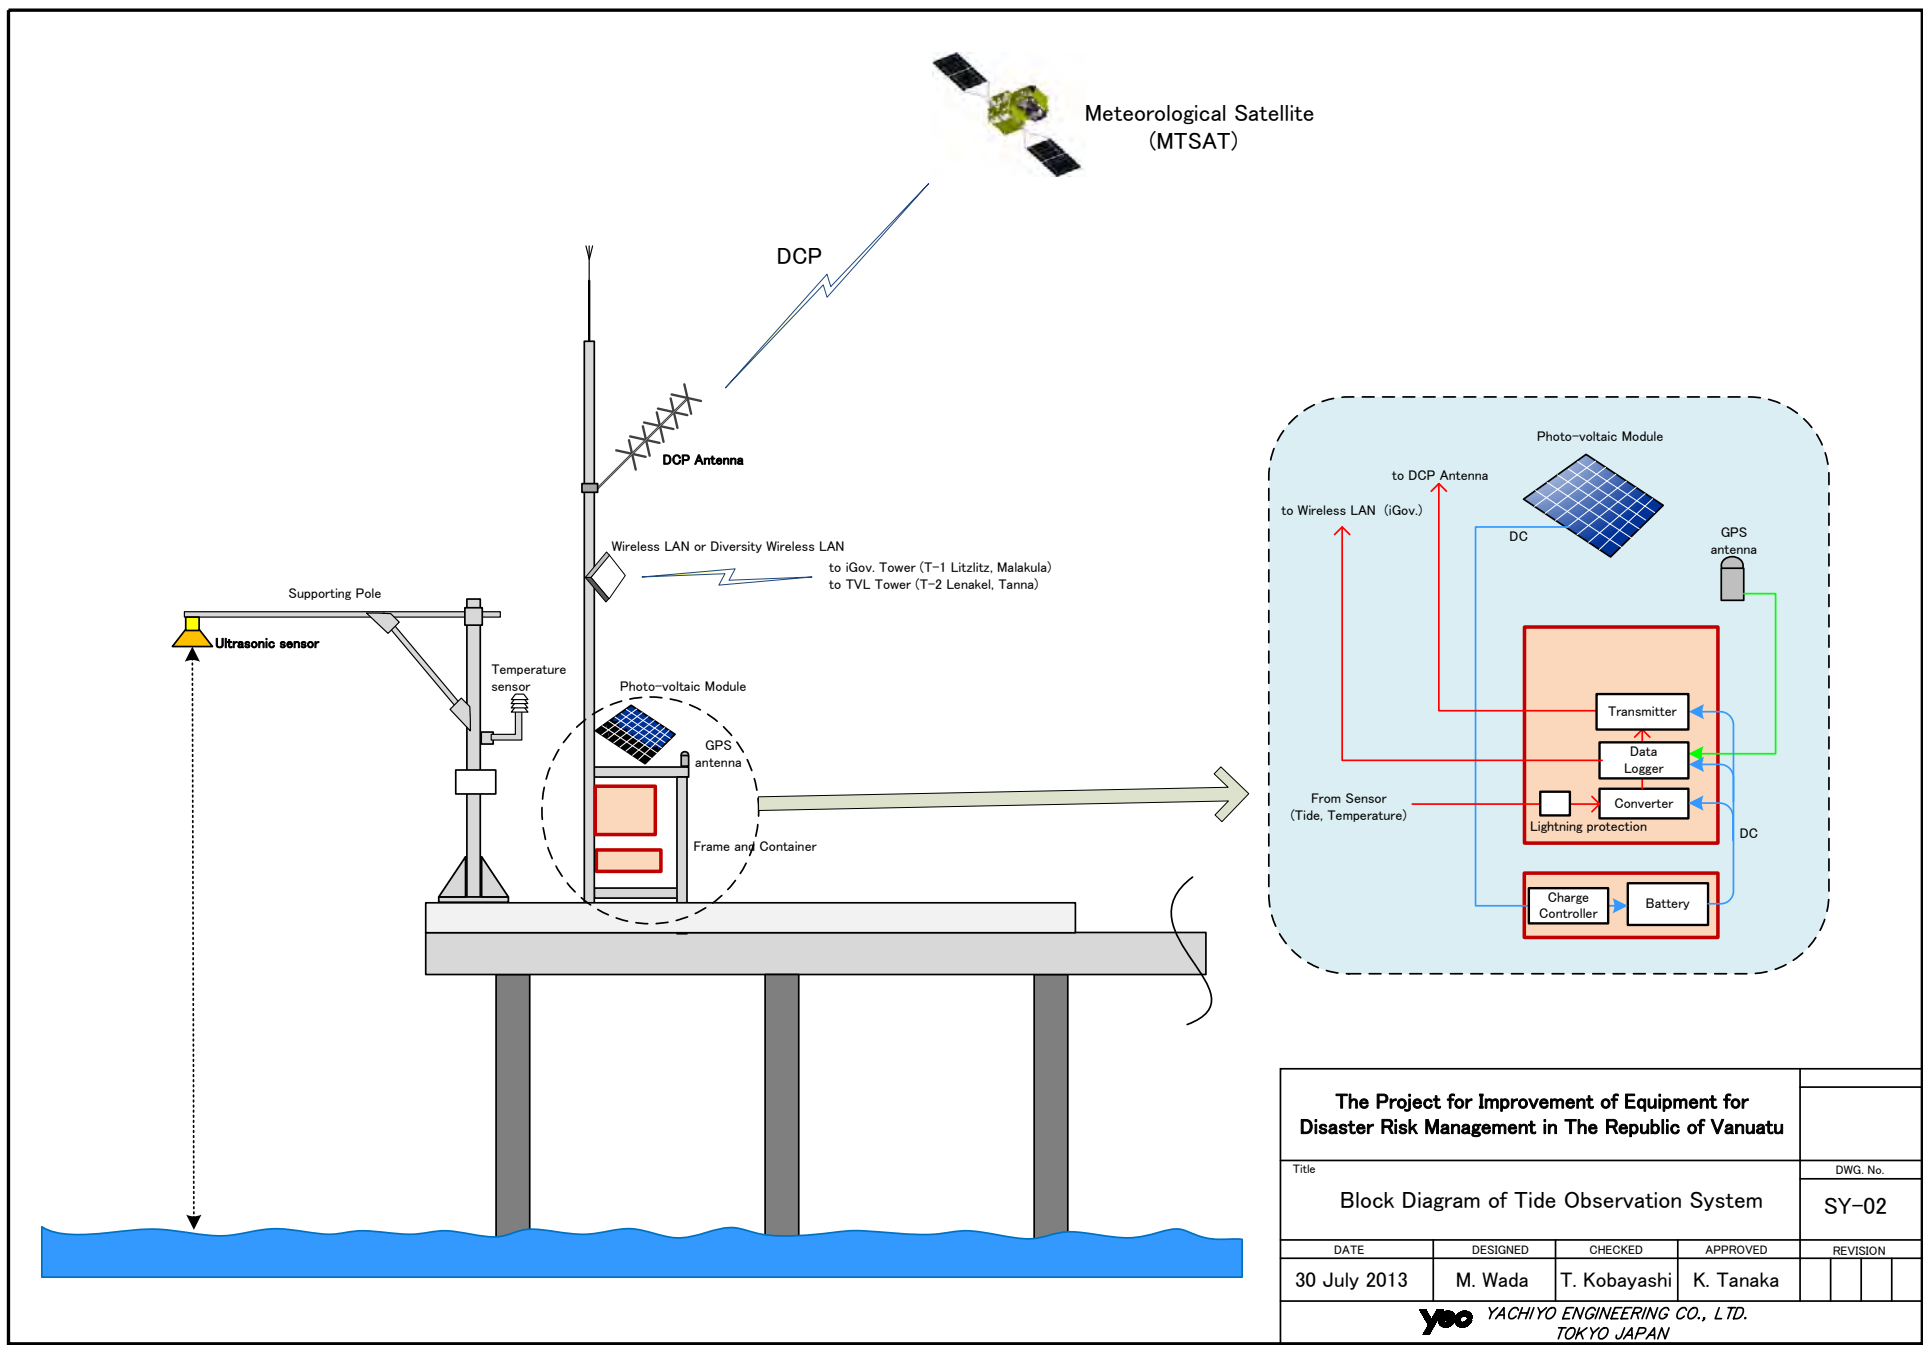 Meteorological Satellite
(MTSAT)
DCP
DCP Antenna
Wireless LAN or Diversity Wireless LAN
to iGov. Tower (T-1 Litzlitz, Malakula)
to TVL Tower (T-2 Lenakel, Tanna)
Supporting Pole
Ultrasonic sensor
Temperature
sensor
Photo-voltaic Module
GPS
antenna
Frame and Container
Photo-voltaic Module
to DCP Antenna
to Wireless LAN (iGov.)
DC
GPS
antenna
Transmitter
Data
Logger
From Sensor
(Tide, Temperature)
Converter
Lightning protection
DC
Charge
Controller
Battery
The Project for Improvement of Equipment for
Disaster Risk Management in The Republic of Vanuatu
Title
DWG. No.
Block Diagram of Tide Observation System
SY-02
DATE DESIGNED CHECKED APPROVED REVISION
30 July 2013 M. Wada T. Kobayashi K. Tanaka
yec YACHIYO ENGINEERING CO., LTD.
TOKYO JAPAN